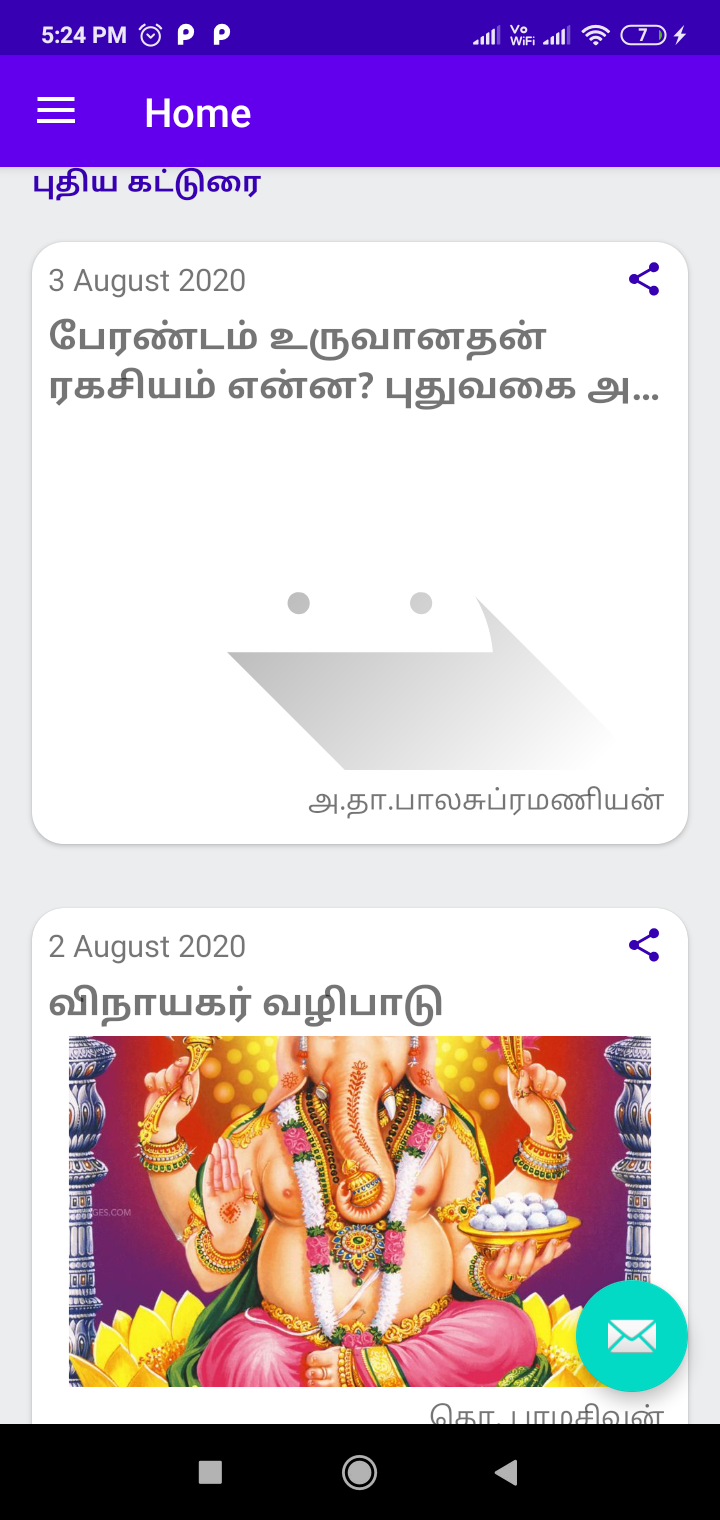 5:24 PM
Vo
WiFi
7
Home
புதிய கட்டுரை
3 August 2020
பேரண்டம் உருவானதன்
ரகசியம் என்ன? புதுவகை அ...
அ.தா.பாலசுப்ரமணியன்
2 August 2020
விநாயகர் வழிபாடு
GES.COM